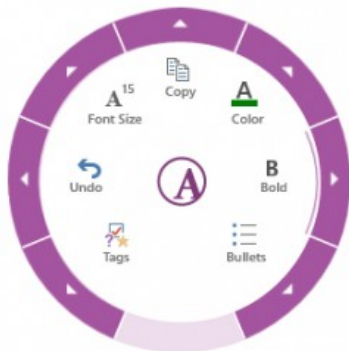 Copy
A 15
Font Size
A
Color
Undo
A
B
Bold
Tags
Bullets